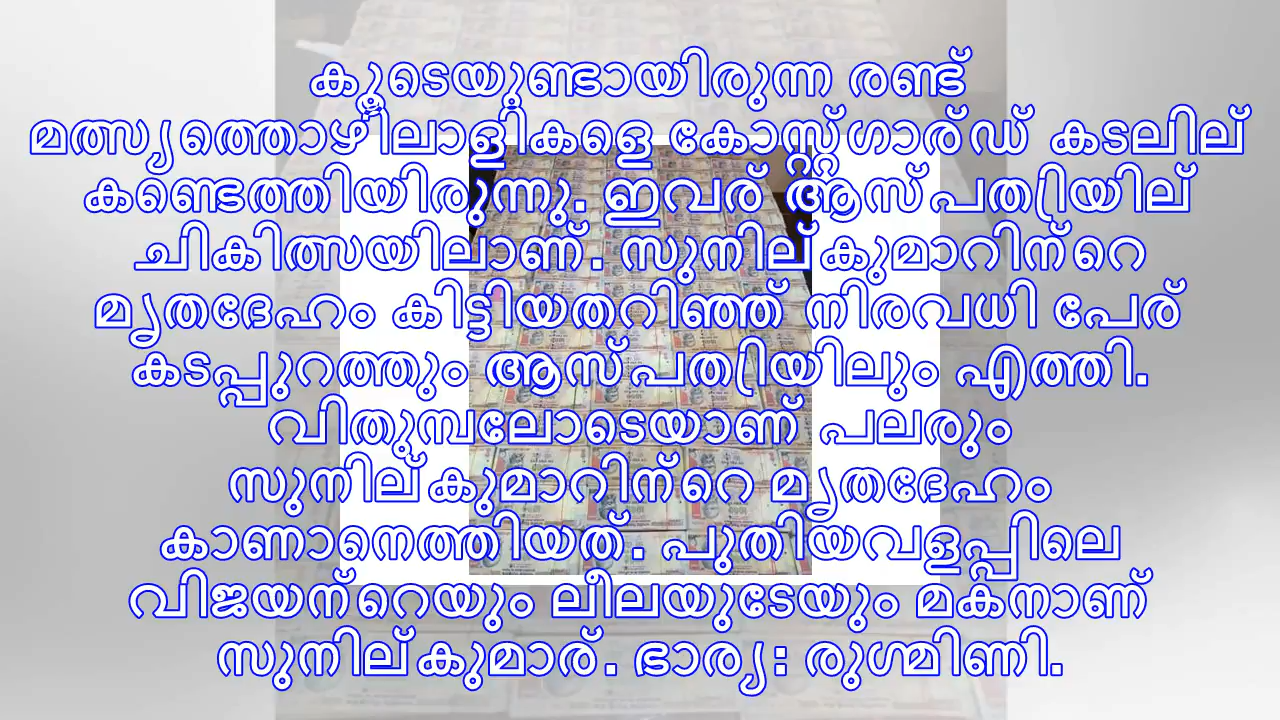 കൂടെയുണ്ടായിരുന്ന രണ്ട്
മത്സ്യത്തൊഴിലാളികളെ കോസ്റ്റ്ഗാര്ഡ് കടലില്
കണ്ടെത്തിയിരുന്നു. ഇവര് ആസ്പത്രിയില്
ചികിത്സയിലാണ്. സുനില്കുമാറിന്റെ
മൃതദേഹം കിട്ടിയതറിഞ്ഞ് നിരവധി പേര്
കടപ്പുറത്തും ആസ്പത്രിയിലും എത്തി.
വിതുമ്പലോടെയാണ് പലരും
സുനില്കുമാറിന്റെ മൃതദേഹം
കാണാനെത്തിയത്. പുതിയവളപ്പിലെ
വിജയന്റെയും ലീലയുടേയും മകനാണ്
സുനില്കുമാര്. ഭാര്യ: രുഗ്മിണി.